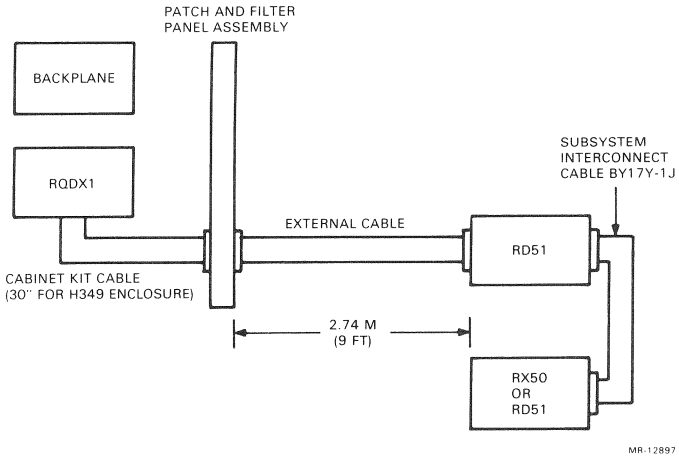 PATCH AND FILTER
PANEL ASSEMBLY
BACKPLANE
RQDX1
SUBSYSTEM
INTERCONNECT
CABLE BY17Y-1J
EXTERNAL CABLE
RD51
CABINET KIT CABLE
(30" FOR H349 ENCLOSURE)
2.74 M
(9 FT)
RX50
OR
RD51
MR-12897